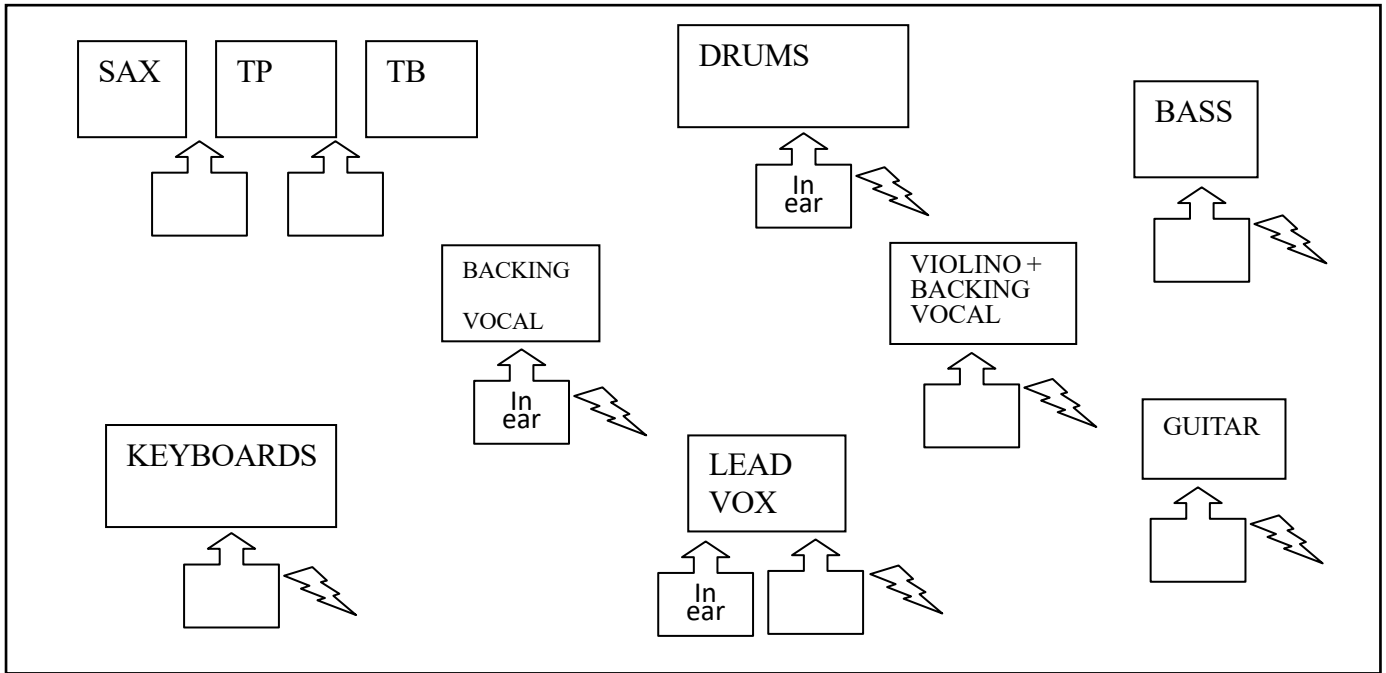 SAX
TP
TB
DRUMS
In
ear
BASS
BACKING
VOCAL
In
ear
VIOLINO +
BACKING
VOCAL
KEYBOARDS
LEAD
VOX
In
ear
GUITAR